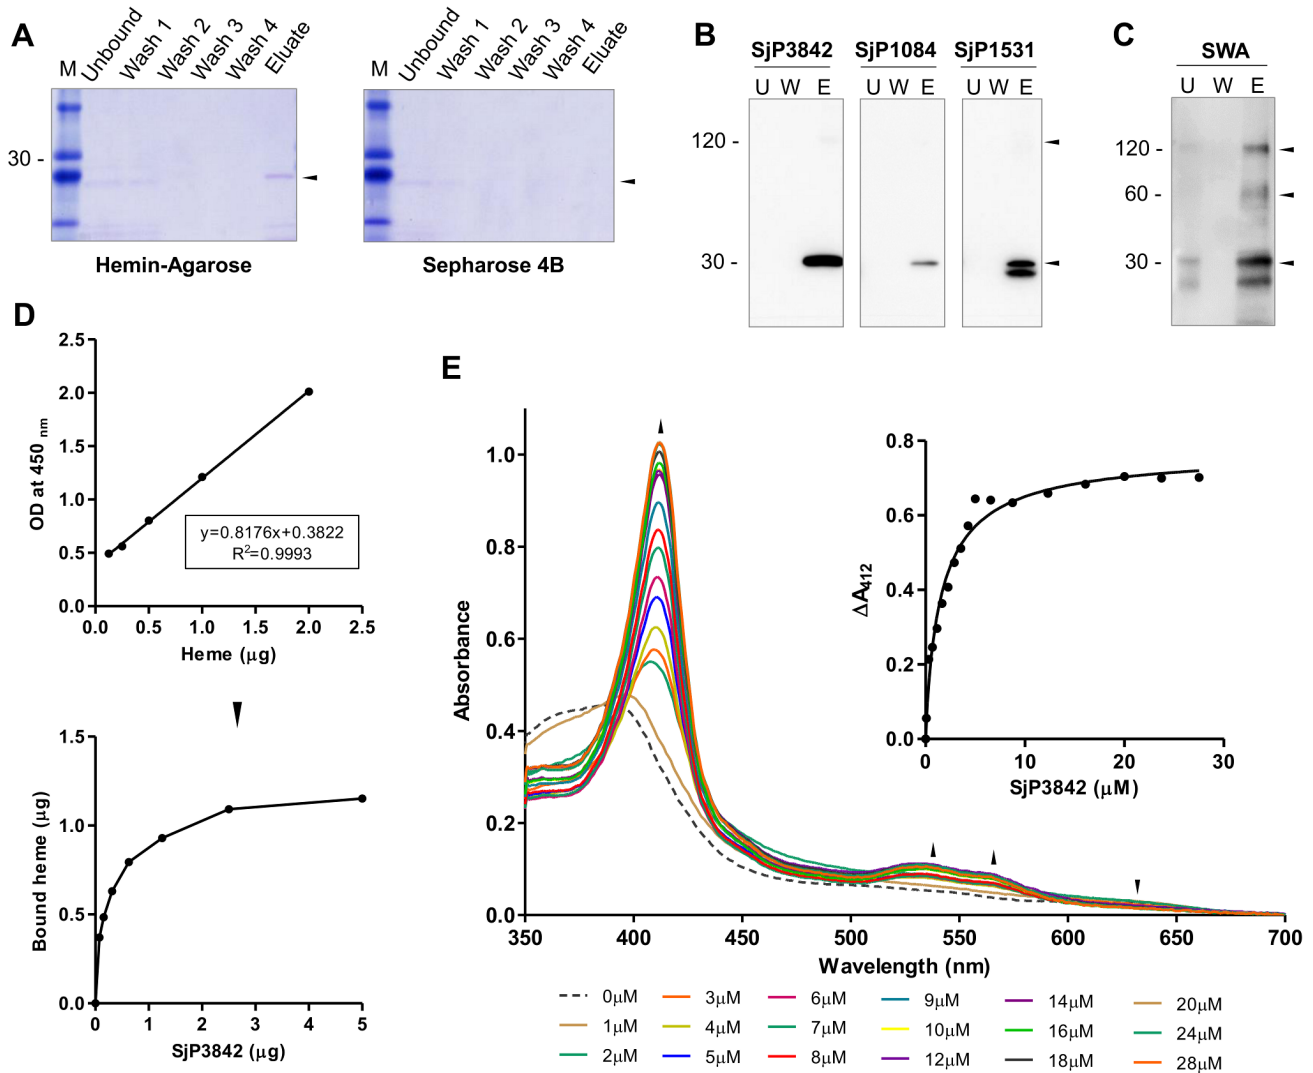 A
M Unbound Wash 1 Wash 2 Wash 3 Wash 4 Eluate
M Unbound Wash 1 Wash 2 Wash 3 Wash 4 Eluate
30 -
Hemin-Agarose
Sepharose 4B
B
SjP3842 SjP1084 SjP1531
U W E U W E U W E
120 -
30 -
C
SWA
U W E
120 -
60 -
30 -
D
2.5
2.0
1.5
1.0
0.5
0.0
OD at 450 nm
y=0.8176x+0.3822
R²=0.9993
0.0 0.5 1.0 1.5 2.0 2.5
Heme (μg)
1.5
1.0
0.5
0.0
Bound heme (μg)
0 1 2 3 4 5
SjP3842 (μg)
E
1.0
0.8
0.6
0.4
0.2
0.0
Absorbance
350 400 450 500 550 600 650 700
Wavelength (nm)
0.8
0.6
0.4
0.2
0.0
ΔA412
0 10 20 30
SjP3842 (μM)
0μM 3μM 6μM 9μM 14μM 20μM
1μM 4μM 7μM 10μM 16μM 24μM
2μM 5μM 8μM 12μM 18μM 28μM